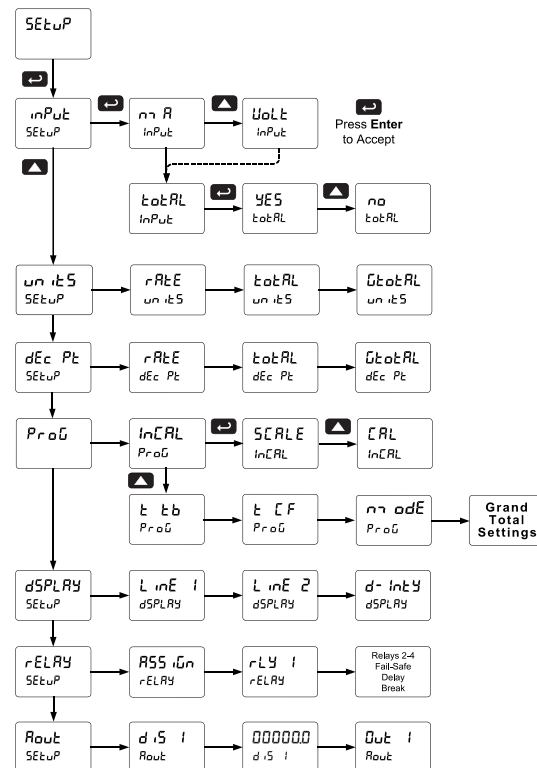 SEtuP
inPut
SEtuP
mA
InPut
VoLt
InPut
Press Enter
to Accept
totAL
InPut
YES
totAL
no
totAL
unitS
SEtuP
rAtE
unitS
totAL
unitS
GtotAL
unitS
dEc Pt
SEtuP
rAtE
dEc Pt
totAL
dEc Pt
GtotAL
dEc Pt
ProG
InCAL
ProG
SCALE
InCAL
CAL
InCAL
t tb
ProG
t CF
ProG
modE
ProG
Grand
Total
Settings
dSPLAY
SEtuP
LinE 1
dSPLAY
LinE 2
dSPLAY
d-IntY
dSPLAY
rELAY
SEtuP
ASSiGn
rELAY
rLY 1
rELAY
Relays 2-4
Fail-Safe
Delay
Break
Aout
SEtuP
diS 1
Aout
00000.0
diS 1
Out 1
Aout